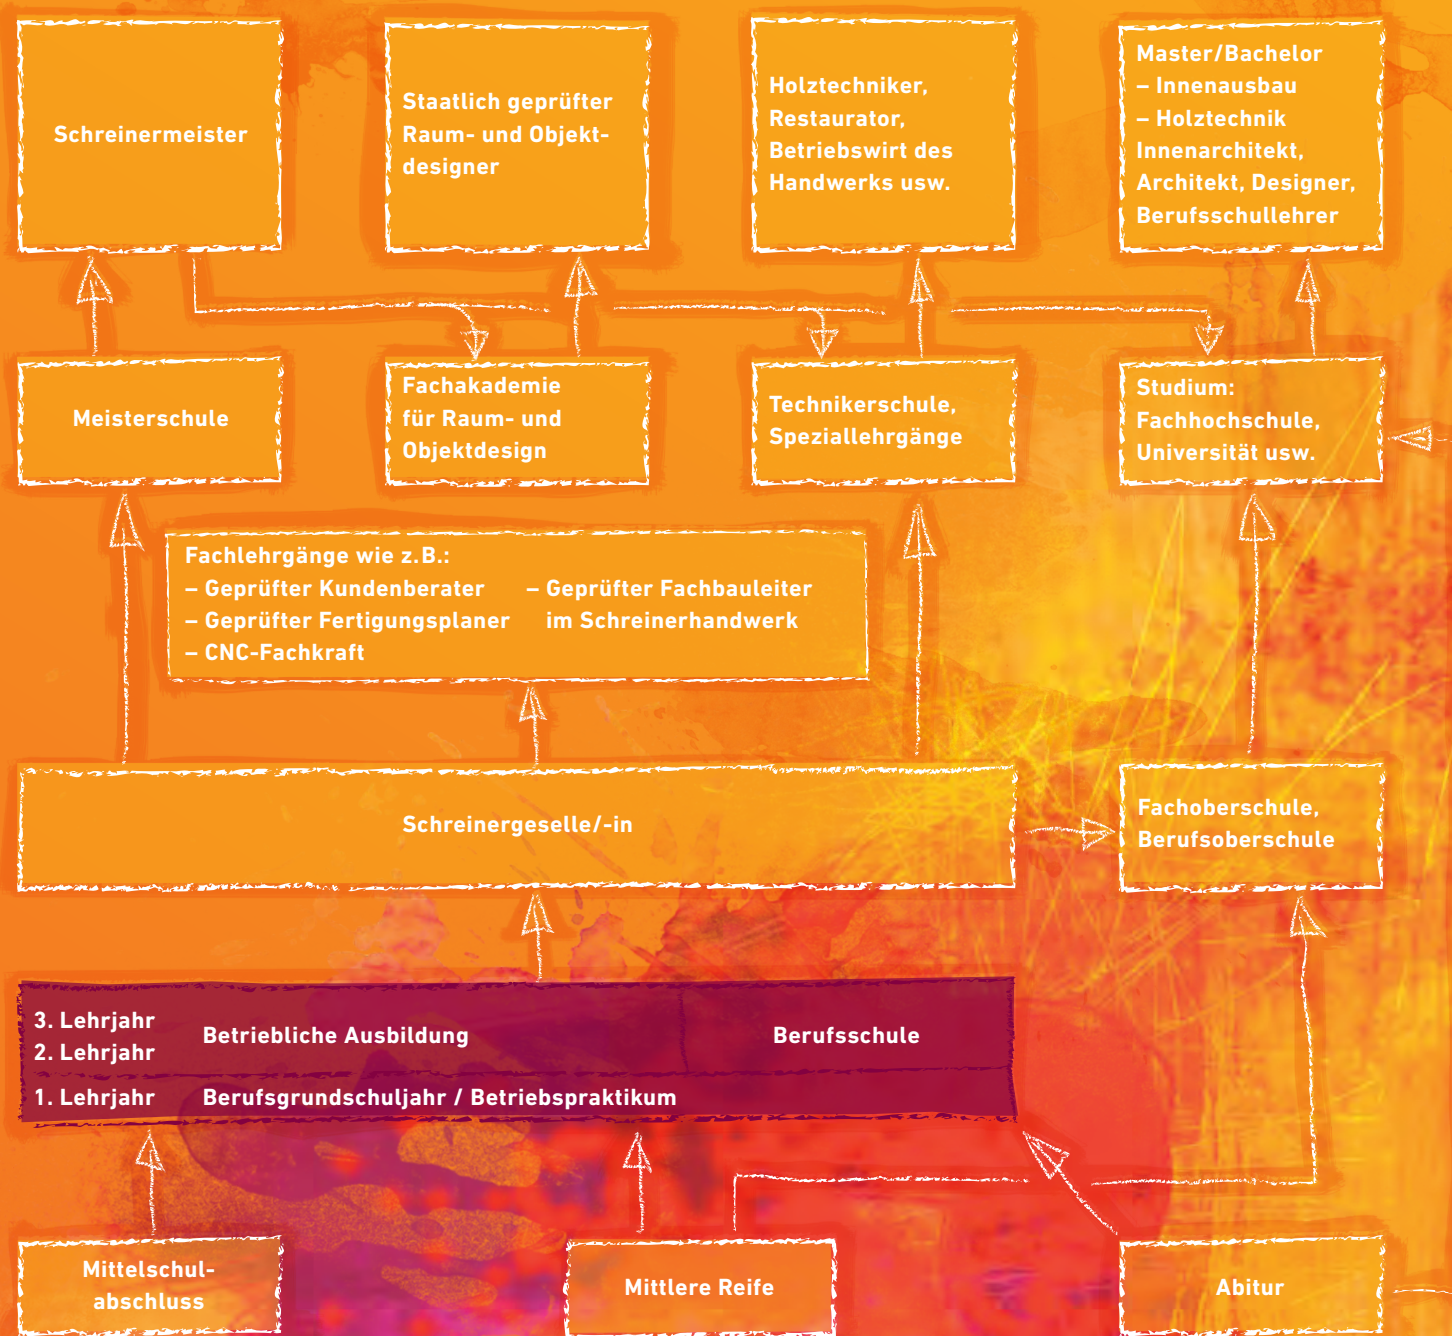 Schreinermeister
Staatlich geprüfter
Raum- und Objekt-
designer
Holztechniker,
Restaurator,
Betriebswirt des
Handwerks usw.
Master/Bachelor
– Innenausbau
– Holztechnik
Innenarchitekt,
Architekt, Designer,
Berufsschullehrer
Meisterschule
Fachakademie
für Raum- und
Objektdesign
Technikerschule,
Speziallehrgänge
Studium:
Fachhochschule,
Universität usw.
Fachlehrgänge wie z.B.:
– Geprüfter Kundenberater
– Geprüfter Fertigungsplaner
– CNC-Fachkraft
– Geprüfter Fachbauleiter
im Schreinerhandwerk
Schreinergeselle/-in
Fachoberschule,
Berufsoberschule
3. Lehrjahr
2. Lehrjahr
Betriebliche Ausbildung
Berufsschule
1. Lehrjahr
Berufsgrundschuljahr / Betriebspraktikum
Mittelschul-
abschluss
Mittlere Reife
Abitur